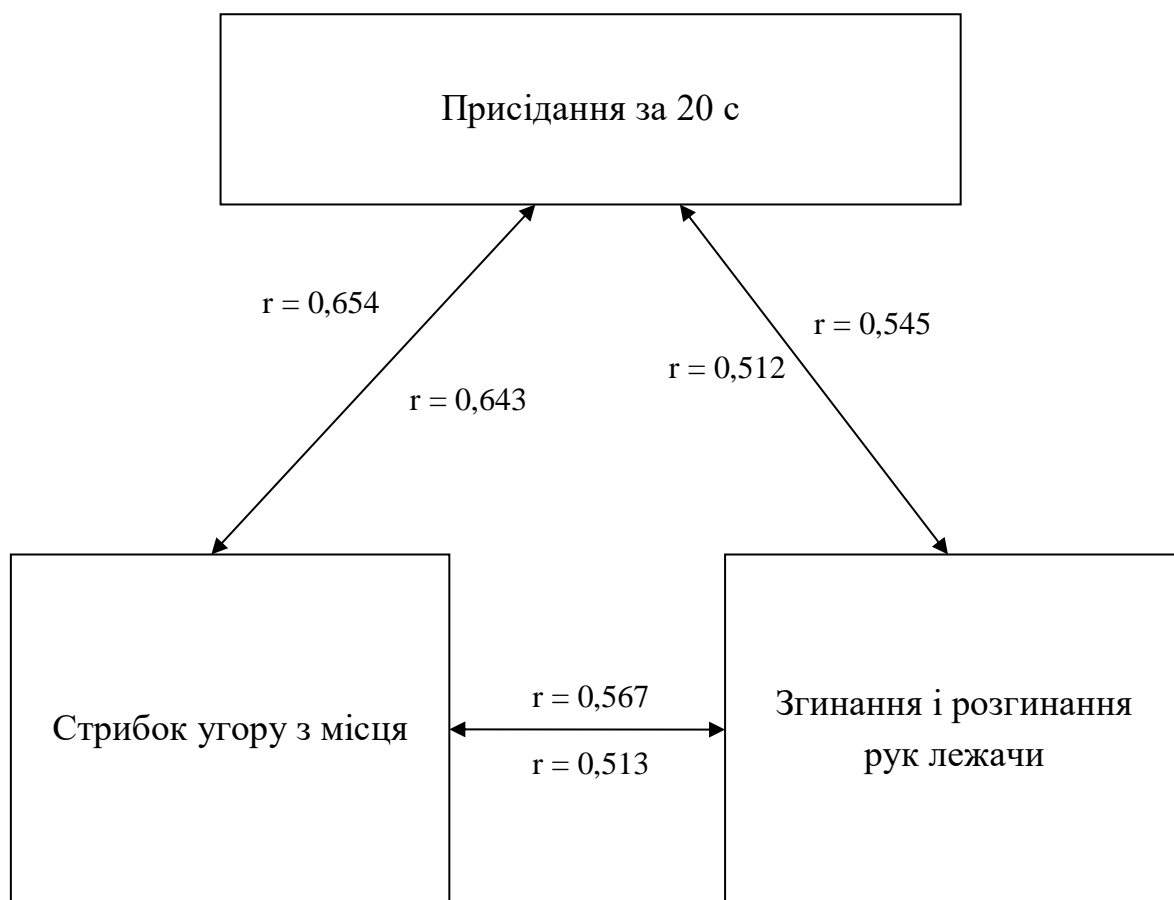 Присідання за 20 с
r = 0,654
r = 0,545
r = 0,512
r = 0,643
Стрибок угору з місця
r = 0,567
r = 0,513
Згинання і розгинання
рук лежачи